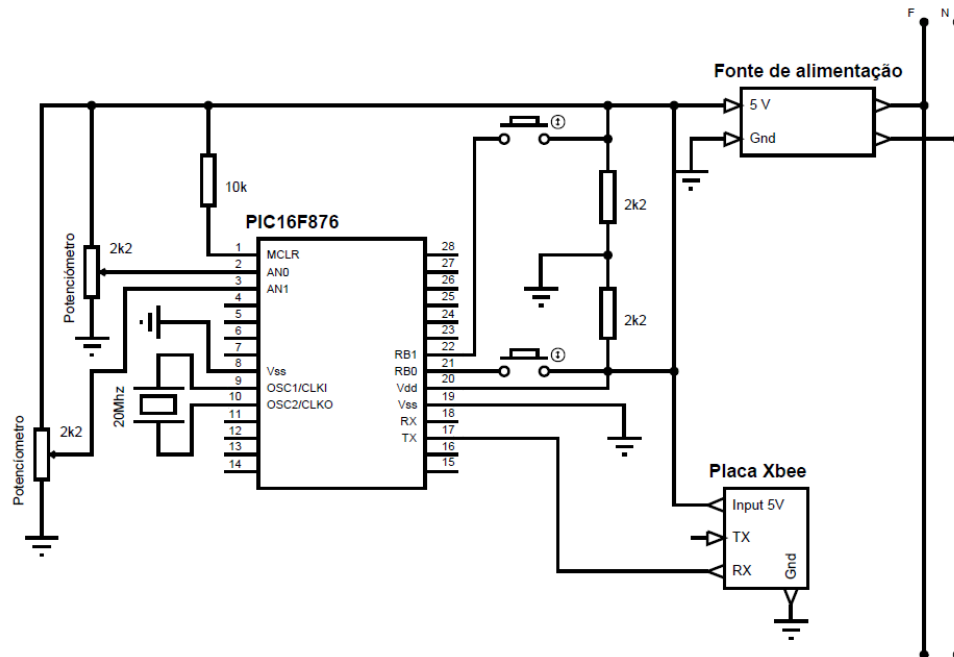 F N
Fonte de alimentação
5 V
Gnd
10k
2k2
PIC16F876
Potenciómetro
2k2
1 MCLR 28
2 AN0 27
3 AN1 26
4 25
5 24
6 23
7 RB1 22
8 Vss RB0 21
9 OSC1/CLKI Vdd 20
10 OSC2/CLKO Vss 19
11 RX 18
12 TX 17
13 16
14 15
2k2
20Mhz
Potenciometro
2k2
Placa Xbee
Input 5V
TX
RX
Gnd